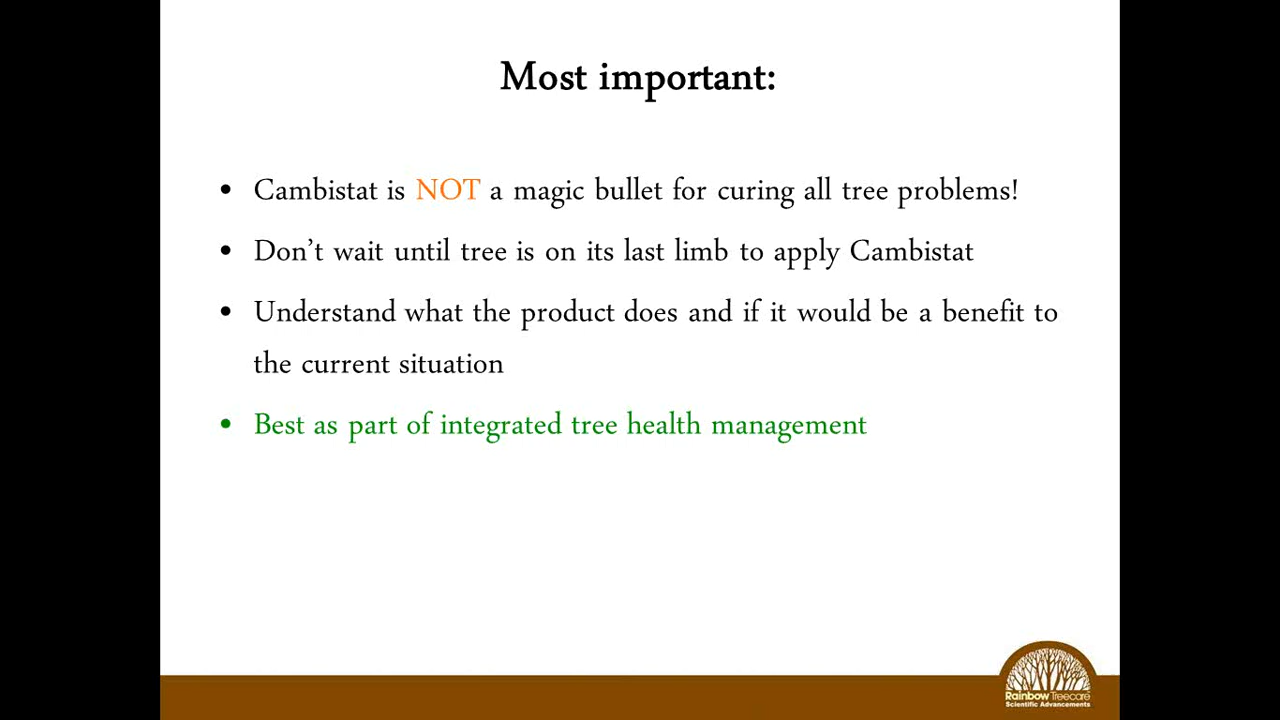 Most important:
• Cambistat is NOT a magic bullet for curing all tree problems!
• Don’t wait until tree is on its last limb to apply Cambistat
• Understand what the product does and if it would be a benefit to
the current situation
• Best as part of integrated tree health management
Rainbow Treecare
Scientific Advancements